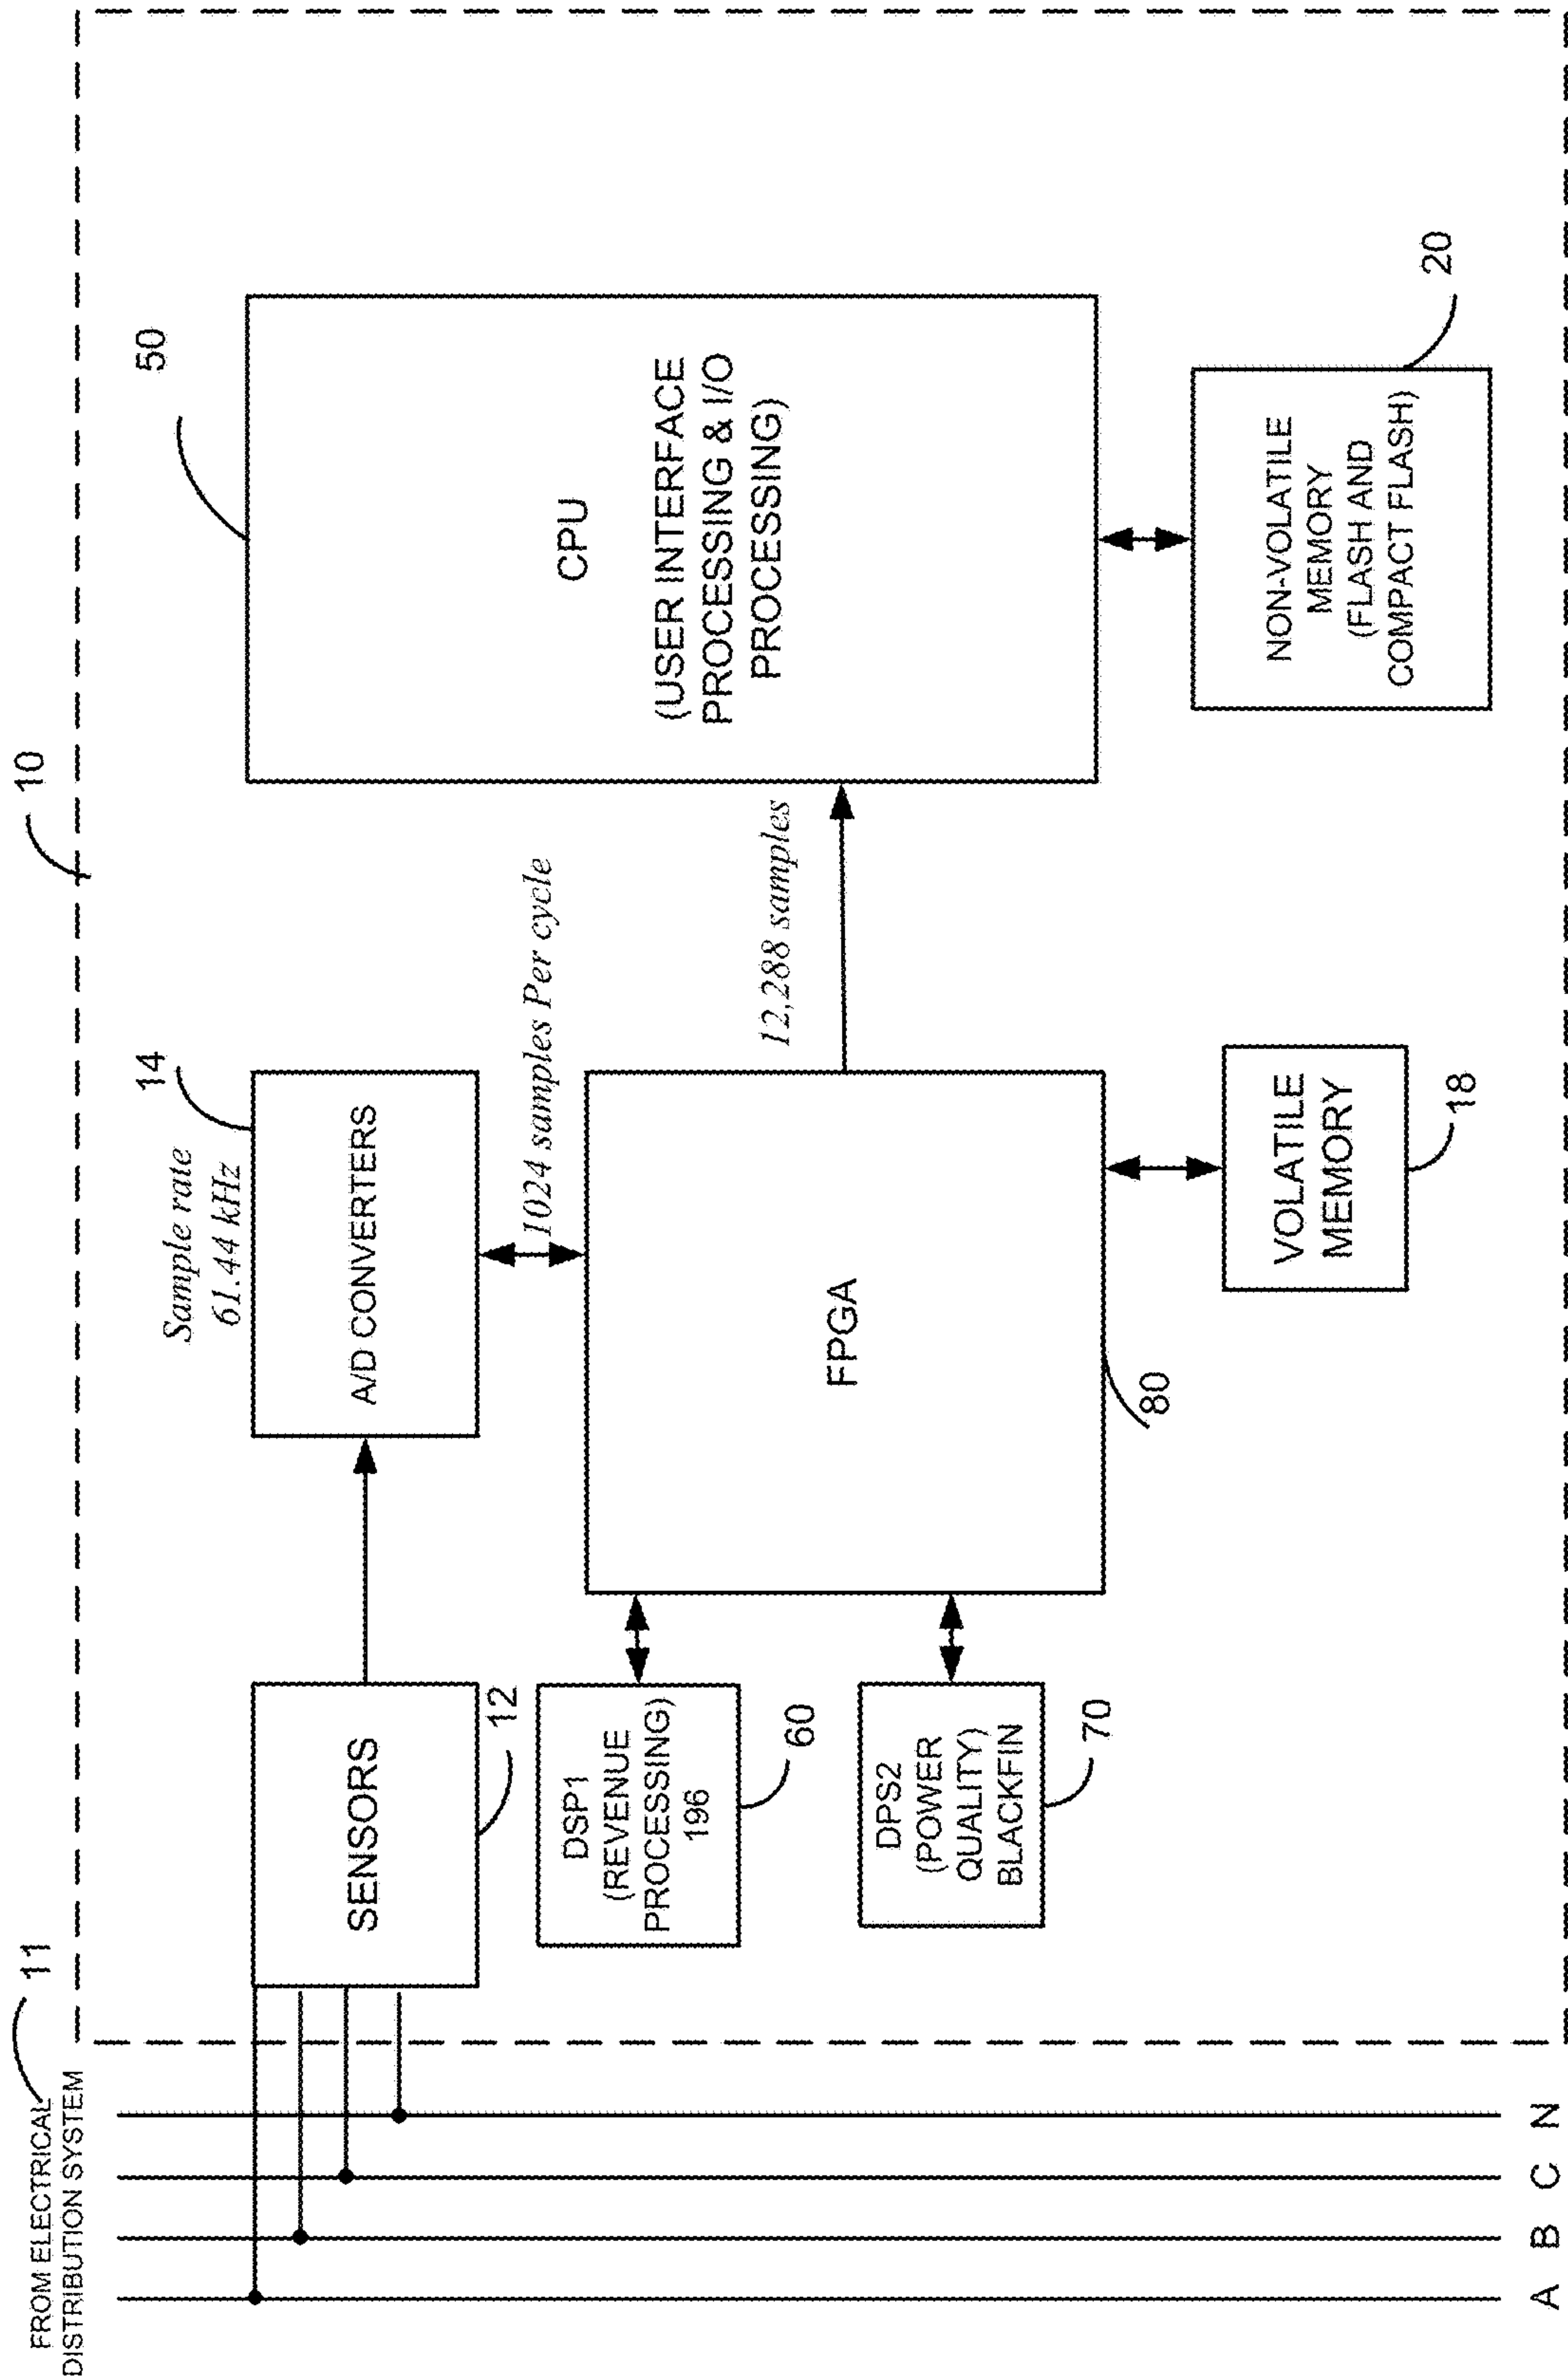 FROM ELECTRICAL
DISTRIBUTION SYSTEM
11
10
A
B
C
N
SENSORS
12
Sample rate
61.44 kHz
14
A/D CONVERTERS
1024 samples Per cycle
DSP1
(REVENUE
PROCESSING)
196
60
DPS2
(POWER
QUALITY)
BLACKFIN
70
FPGA
80
VOLATILE
MEMORY
18
12,288 samples
50
CPU
(USER INTERFACE
PROCESSING & I/O
PROCESSING)
NON-VOLATILE
MEMORY
(FLASH AND
COMPACT FLASH)
20